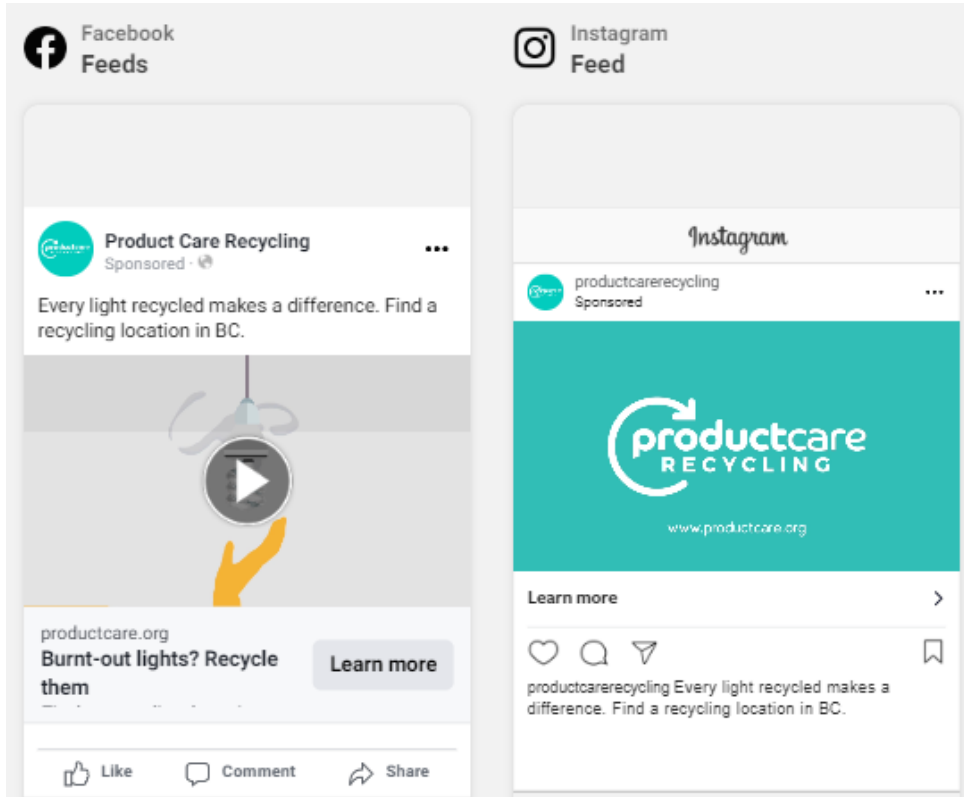 Facebook
Feeds
Product Care Recycling
Sponsored ·
Every light recycled makes a difference. Find a
recycling location in BC.
productcare.org
Burnt-out lights? Recycle
them
Learn more
Like
Comment
Share
Instagram
Feed
Instagram
productcarerecycling
Sponsored
productcare
RECYCLING
www.productcare.org
Learn more
productcarerecycling Every light recycled makes a
difference. Find a recycling location in BC.